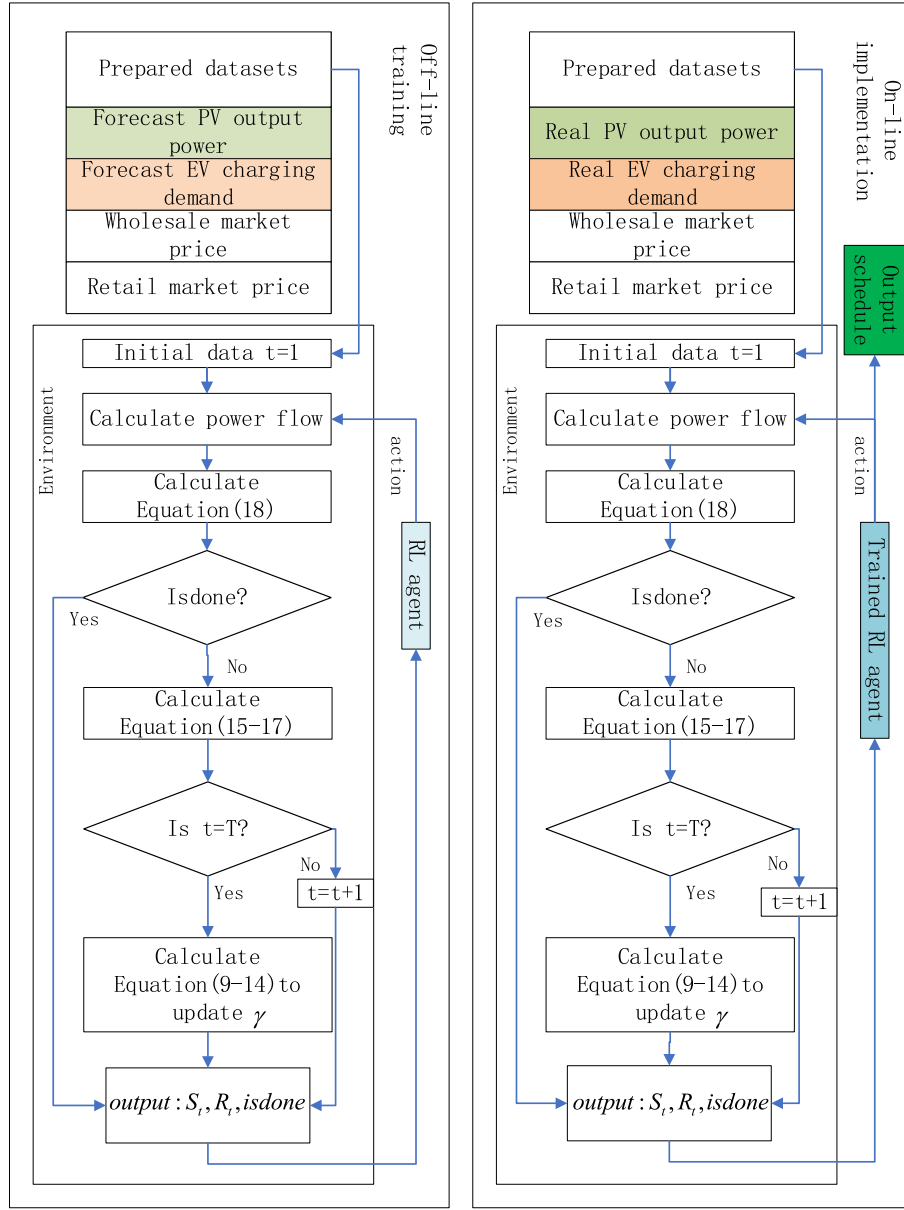 Off-line
training
Prepared datasets
Forecast PV output
power
Forecast EV charging
demand
Wholesale market
price
Retail market price
Environment
Initial data t=1
Calculate power flow
action
Calculate
Equation(18)
RL agent
Isdone?
Yes
No
Calculate
Equation(15-17)
Is t=T?
No
Yes
t=t+1
Calculate
Equation(9-14)to
update γ
output : S_t, R_t, isdone
On-line
implementation
Prepared datasets
Real PV output power
Real EV charging
demand
Wholesale market
price
Retail market price
Output
schedule
Environment
Initial data t=1
Calculate power flow
action
Calculate
Equation(18)
Trained RL agent
Isdone?
Yes
No
Calculate
Equation(15-17)
Is t=T?
No
Yes
t=t+1
Calculate
Equation(9-14)to
update γ
output : S_t, R_t, isdone